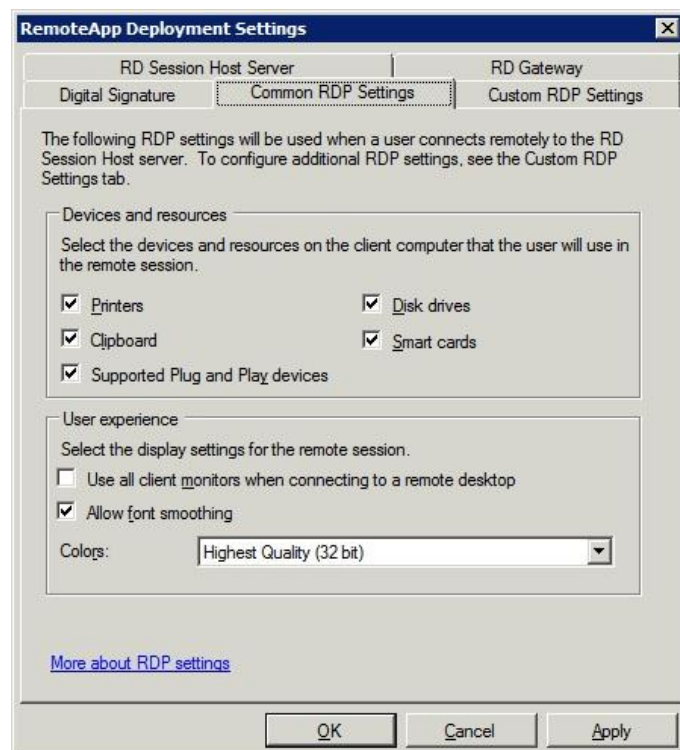 RemoteApp Deployment Settings
RD Session Host Server
RD Gateway
Digital Signature
Common RDP Settings
Custom RDP Settings
The following RDP settings will be used when a user connects remotely to the RD
Session Host server. To configure additional RDP settings, see the Custom RDP
Settings tab.
Devices and resources
Select the devices and resources on the client computer that the user will use in
the remote session.
Printers
Disk drives
Clipboard
Smart cards
Supported Plug and Play devices
User experience
Select the display settings for the remote session.
Use all client monitors when connecting to a remote desktop
Allow font smoothing
Colors:
Highest Quality (32 bit)
More about RDP settings
OK
Cancel
Apply